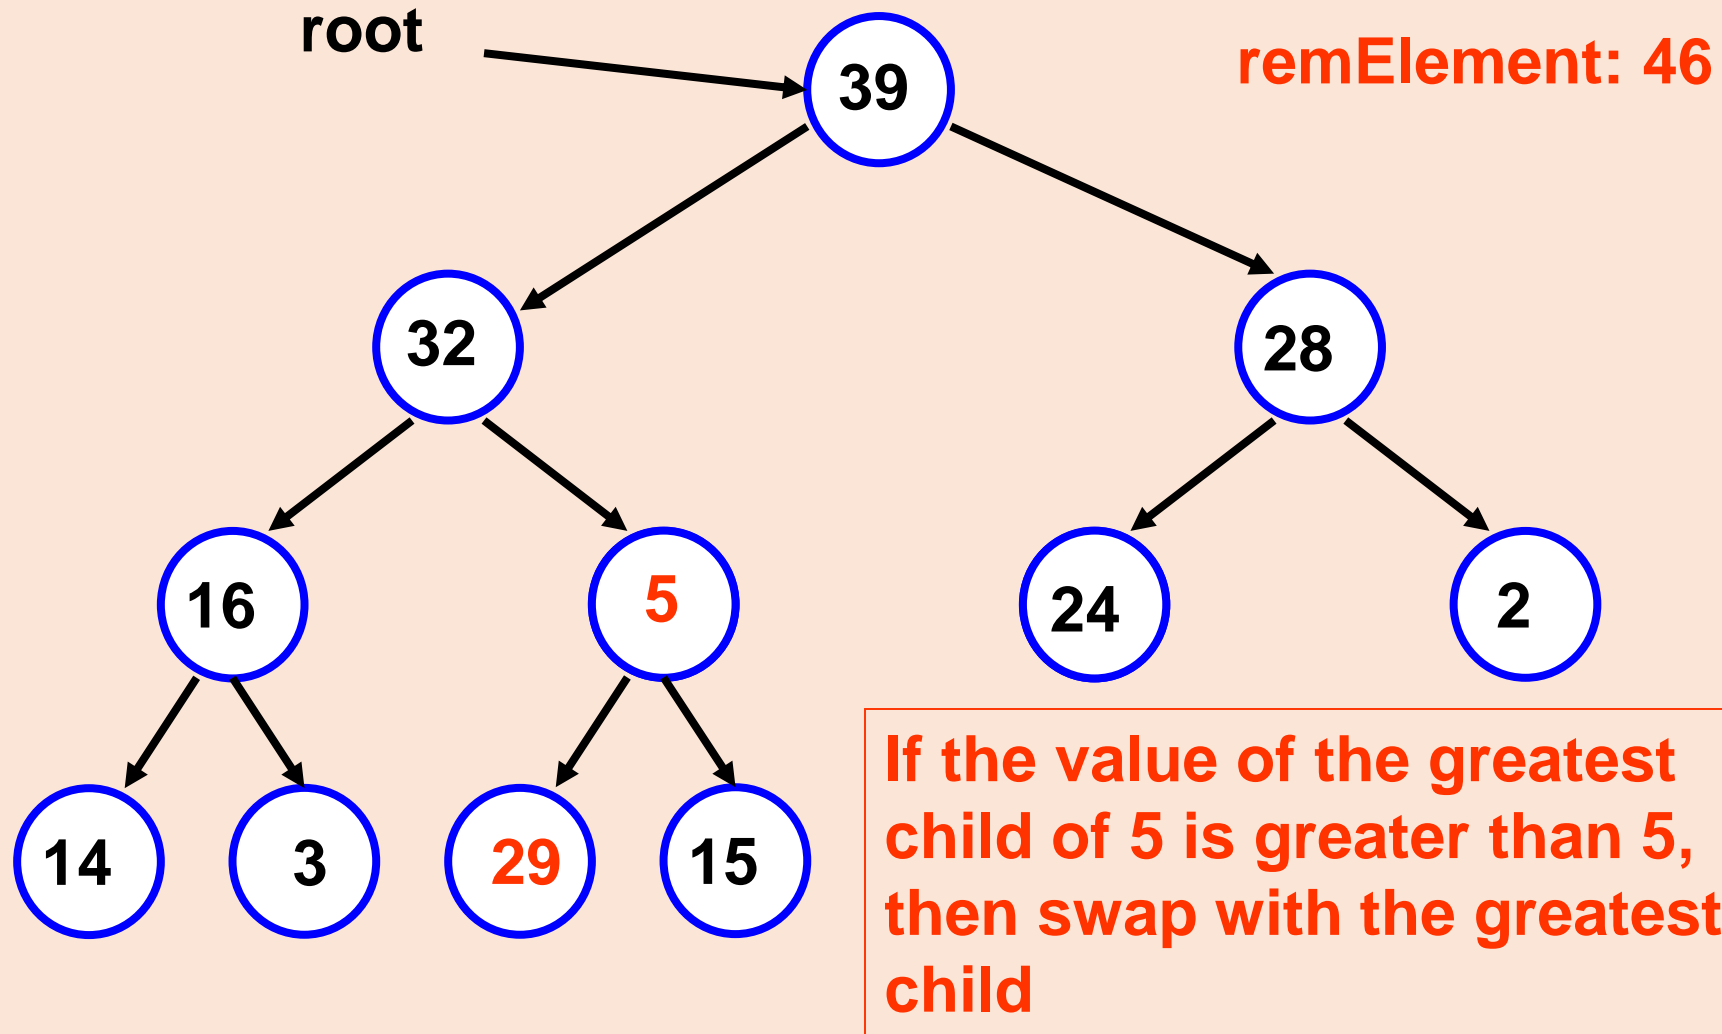 root
remElement: 46
39
32
28
16
5
24
2
14
3
29
15
If the value of the greatest
child of 5 is greater than 5,
then swap with the greatest
child